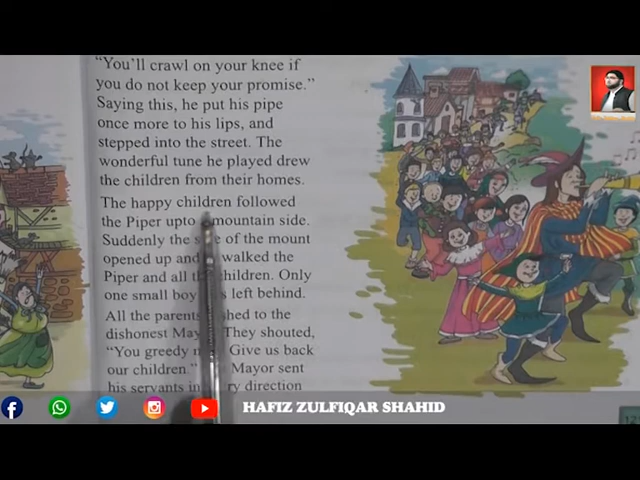 “You’ll crawl on your knee if
you do not keep your promise.”
Saying this, he put his pipe
once more to his lips, and
stepped into the street. The
wonderful tune he played drew
the children from their homes.
The happy children followed
the Piper upto mountain side.
Suddenly the of the mount
opened up and walked the
Piper and all children. Only
one small boy left behind.
All the parents to the
dishonest They shouted,
“You greedy Give us back
our children.” Mayor sent
his servants in direction
HAFIZ ZULFIQAR SHAHID